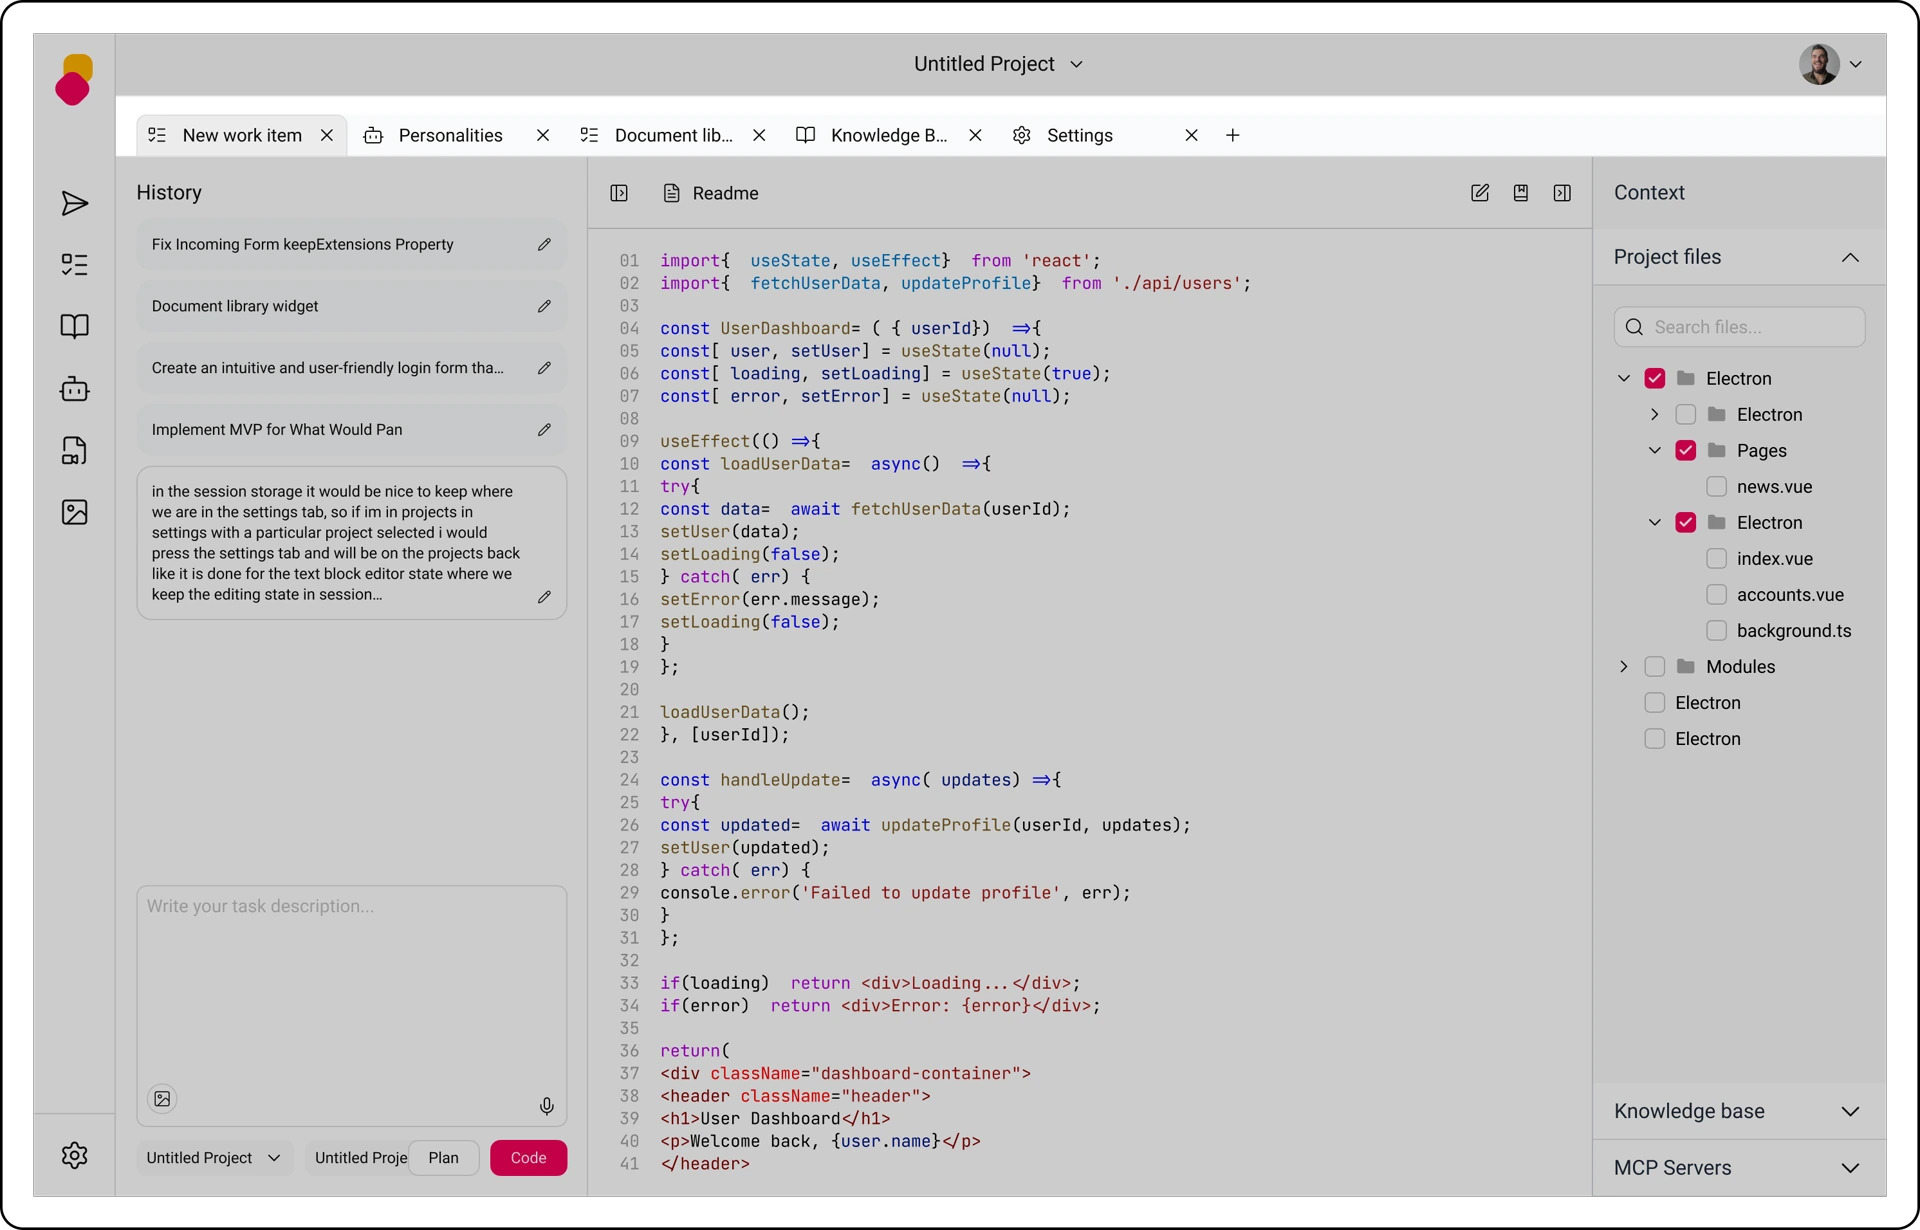 Untitled Project
New work item
Personalities
Document lib...
Knowledge B...
Settings
History
Fix Incoming Form keepExtensions Property
Document library widget
Create an intuitive and user-friendly login form tha...
Implement MVP for What Would Pan
in the session storage it would be nice to keep where
we are in the settings tab, so if im in projects in
settings with a particular project selected i would
press the settings tab and will be on the projects back
like it is done for the text block editor state where we
keep the editing state in session...
Write your task description...
Untitled Project
Untitled Proje
Plan
Code
Readme
01 import{  useState, useEffect}  from 'react';
02 import{  fetchUserData, updateProfile}  from './api/users';
03
04 const UserDashboard= ( { userId})  =>{
05 const[ user, setUser] = useState(null);
06 const[ loading, setLoading] = useState(true);
07 const[ error, setError] = useState(null);
08
09 useEffect(() =>{
10 const loadUserData=  async()  =>{
11 try{
12 const data=  await fetchUserData(userId);
13 setUser(data);
14 setLoading(false);
15 } catch( err) {
16 setError(err.message);
17 setLoading(false);
18 }
19 };
20
21 loadUserData();
22 }, [userId]);
23
24 const handleUpdate=  async( updates) =>{
25 try{
26 const updated=  await updateProfile(userId, updates);
27 setUser(updated);
28 } catch( err) {
29 console.error('Failed to update profile', err);
30 }
31 };
32
33 if(loading)  return <div>Loading...</div>;
34 if(error)  return <div>Error: {error}</div>;
35
36 return(
37 <div className="dashboard-container">
38 <header className="header">
39 <h1>User Dashboard</h1>
40 <p>Welcome back, {user.name}</p>
41 </header>
Context
Project files
Search files...
Electron
Electron
Pages
news.vue
Electron
index.vue
accounts.vue
background.ts
Modules
Electron
Electron
Knowledge base
MCP Servers